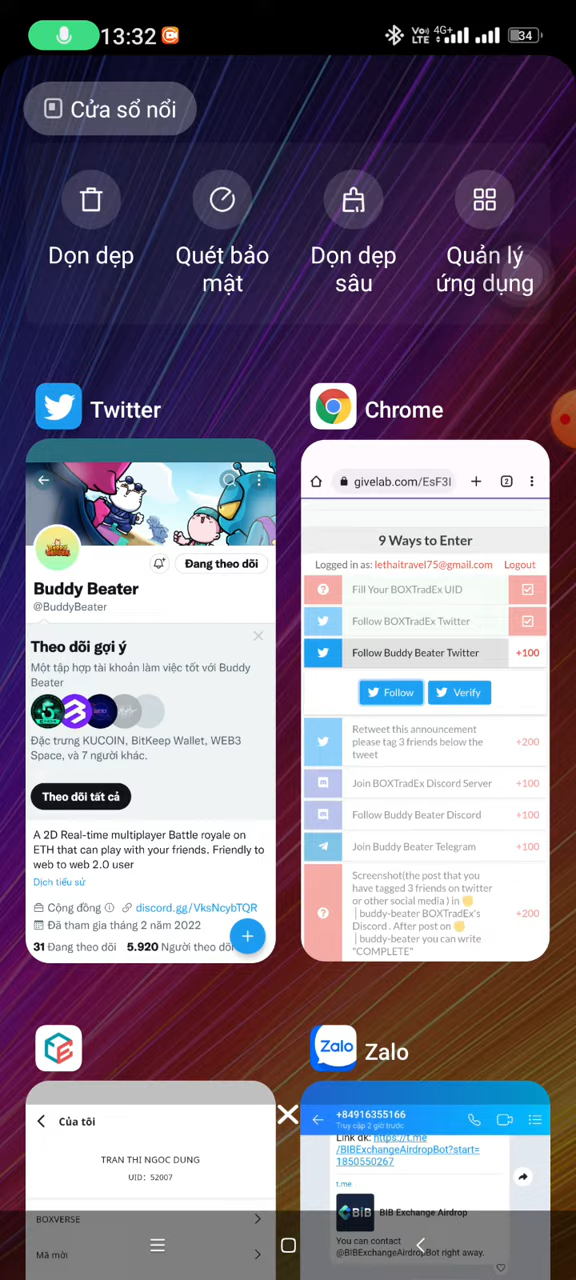 13:32
Vo)
LTE
4G+
34
Cửa sổ nổi
Dọn dẹp
Quét bảo
mật
Dọn dẹp
sâu
Quản lý
ứng dụng
Twitter
Đang theo dõi
Buddy Beater
@BuddyBeater
Theo dõi gợi ý
Một tập hợp tài khoản làm việc tốt với Buddy
Beater
Đặc trưng KUCOIN, BitKeep Wallet, WEB3
Space, và 7 người khác.
Theo dõi tất cả
A 2D Real-time multiplayer Battle royale on
ETH that can play with your friends. Friendly to
web to web 2.0 user
Dịch tiểu sử
Cộng đồng discord.gg/VksNcybTQR
Đã tham gia tháng 2 năm 2022
31 Đang theo dõi 5.920 Người theo dõi
Chrome
givelab.com/EsF3l
2
9 Ways to Enter
Logged in as: lethaitravel75@gmail.com Logout
Fill Your BOXTradEx UID
Follow BOXTradEx Twitter
Follow Buddy Beater Twitter +100
Follow
Verify
Retweet this announcement
please tag 3 friends below the
tweet
+200
Join BOXTradEx Discord Server +100
Follow Buddy Beater Discord +100
Join Buddy Beater Telegram +100
Screenshot(the post that you
have tagged 3 friends on twitter
or other social media ) in ✊
| buddy-beater BOXTradEx's
Discord . After post on ✊
| buddy-beater you can write
"COMPLETE"
+200
Của tôi
TRAN THI NGOC DUNG
UID: 52007
BOXVERSE
Mã mời
Zalo
Zalo
+84916355166
Truy cập 2 giờ trước
Link đk: https://t.me
/BIBExchangeAirdropBot?start=
1850550267
t.me
BiB
BIB Exchange Airdrop
You can contact
@BIBExchangeAirdropBot right away.